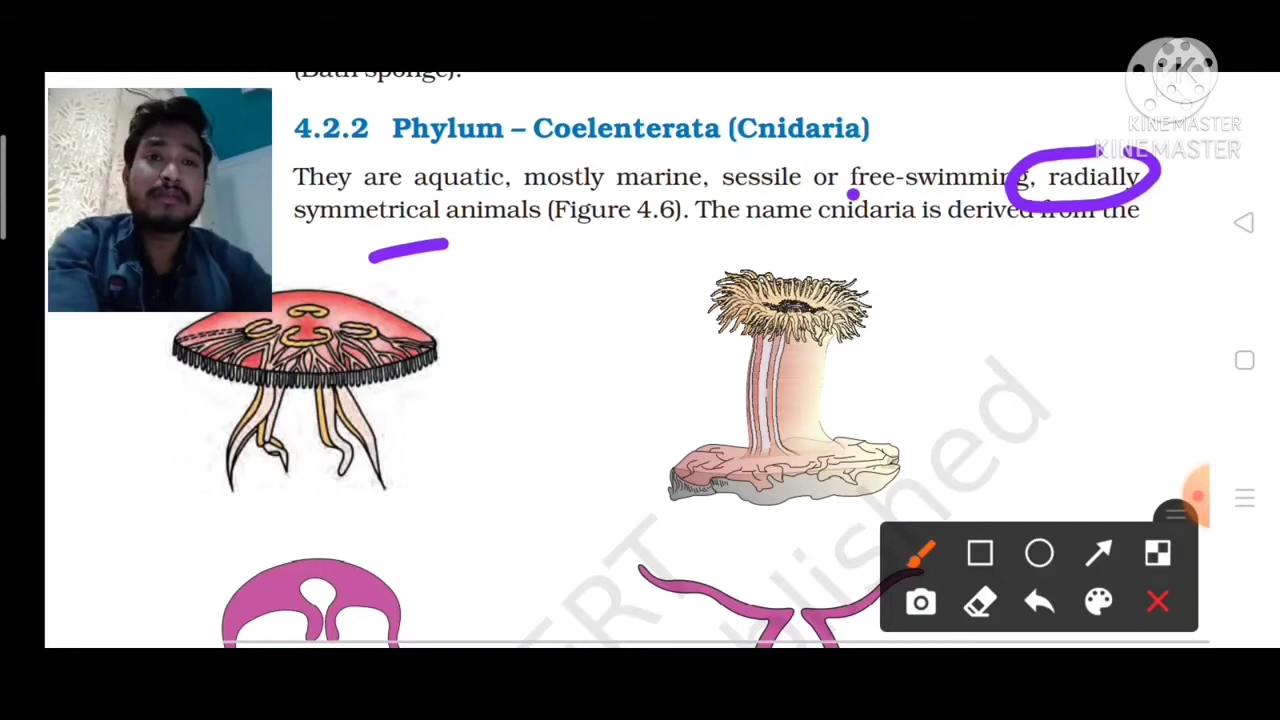 (Bath sponge).
4.2.2 Phylum – Coelenterata (Cnidaria)
They are aquatic, mostly marine, sessile or free-swimming, radially
symmetrical animals (Figure 4.6). The name cnidaria is derived from the
KINEMASTER
KINEMASTER